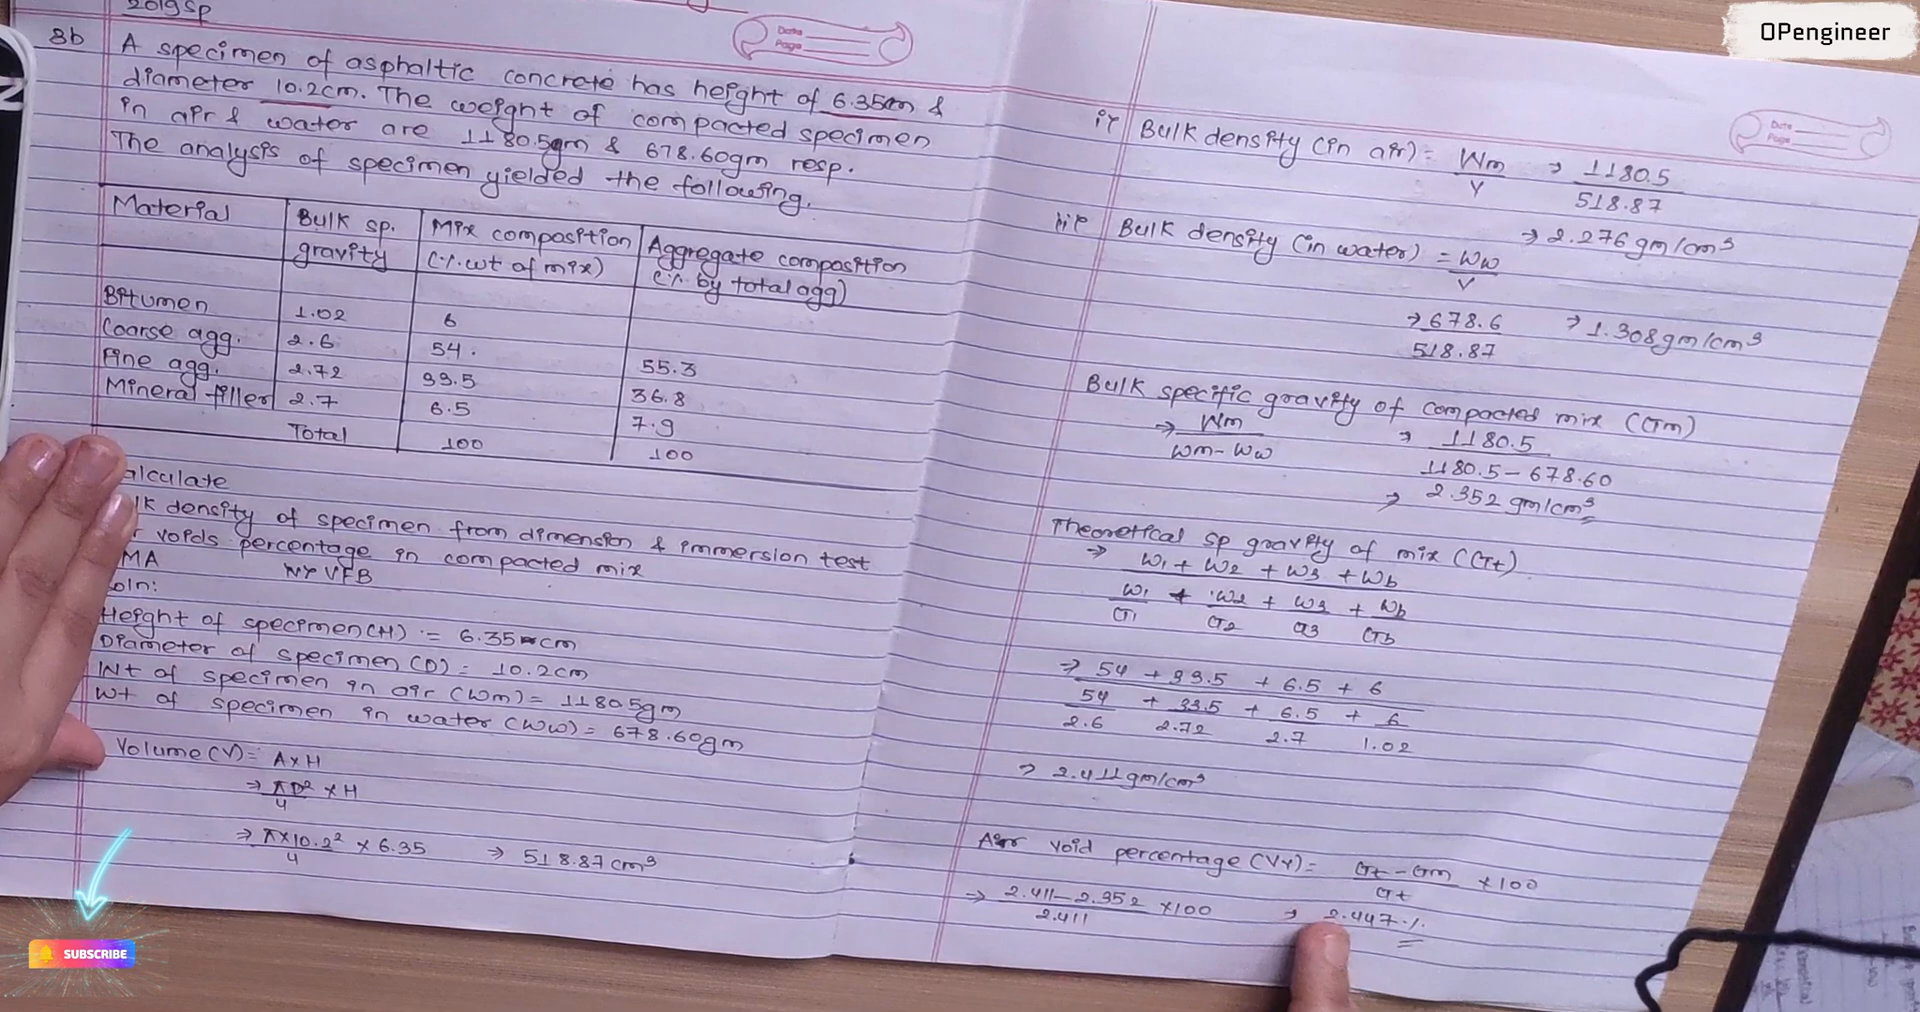 2019 sp
8b
A specimen of asphaltic concrete has height of 6.35cm &
diameter 10.2cm. The weight of compacted specimen
in air & water are 1180.5gm & 678.60gm resp.
The analysis of specimen yielded the following.
Material Bulk sp. gravity Mix composition (%.wt of mix) Aggregate composition (%. by total agg)
Bitumen 1.02 6
Coarse agg. 2.6 54. 55.3
Fine agg. 2.72 33.5 36.8
Mineral filler 2.7 6.5 7.9
Total 100 100
alculate
lk density of specimen from dimension & immersion test
r voids percentage in compacted mix
MA iv VFB
oln:
Height of specimen(H) = 6.35 cm
Diameter of specimen (D) = 10.2cm
Wt of specimen in air (Wm) = 1180.5gm
Wt of specimen in water (Ww) = 678.60gm
Volume (V) = A×H
⇒ πD²/4 × H
⇒ π×10.2²/4 × 6.35 ⇒ 518.87 cm³
OPengineer
Date
Page
Date
Page
i) Bulk density (in air) = Wm/V ⇒ 1180.5/518.87
⇒ 2.276 gm/cm³
ii) Bulk density (in water) = Ww/V
⇒ 678.6/518.87 ⇒ 1.308gm/cm³
Bulk specific gravity of compacted mix (Gm)
⇒ Wm/Wm-Ww ⇒ 1180.5/1180.5-678.60
⇒ 2.352 gm/cm³
Theoretical sp gravity of mix (Gt)
⇒ W1 + W2 + W3 + Wb
W1/G1 + W2/G2 + W3/G3 + Wb/Gb
⇒ 54 + 33.5 + 6.5 + 6
54/2.6 + 33.5/2.72 + 6.5/2.7 + 6/1.02
⇒ 2.411gm/cm³
Air void percentage (Vv) = Gt-Gm/Gt ×100
⇒ 2.411-2.352/2.411 ×100 ⇒ 2.447%.
SUBSCRIBE